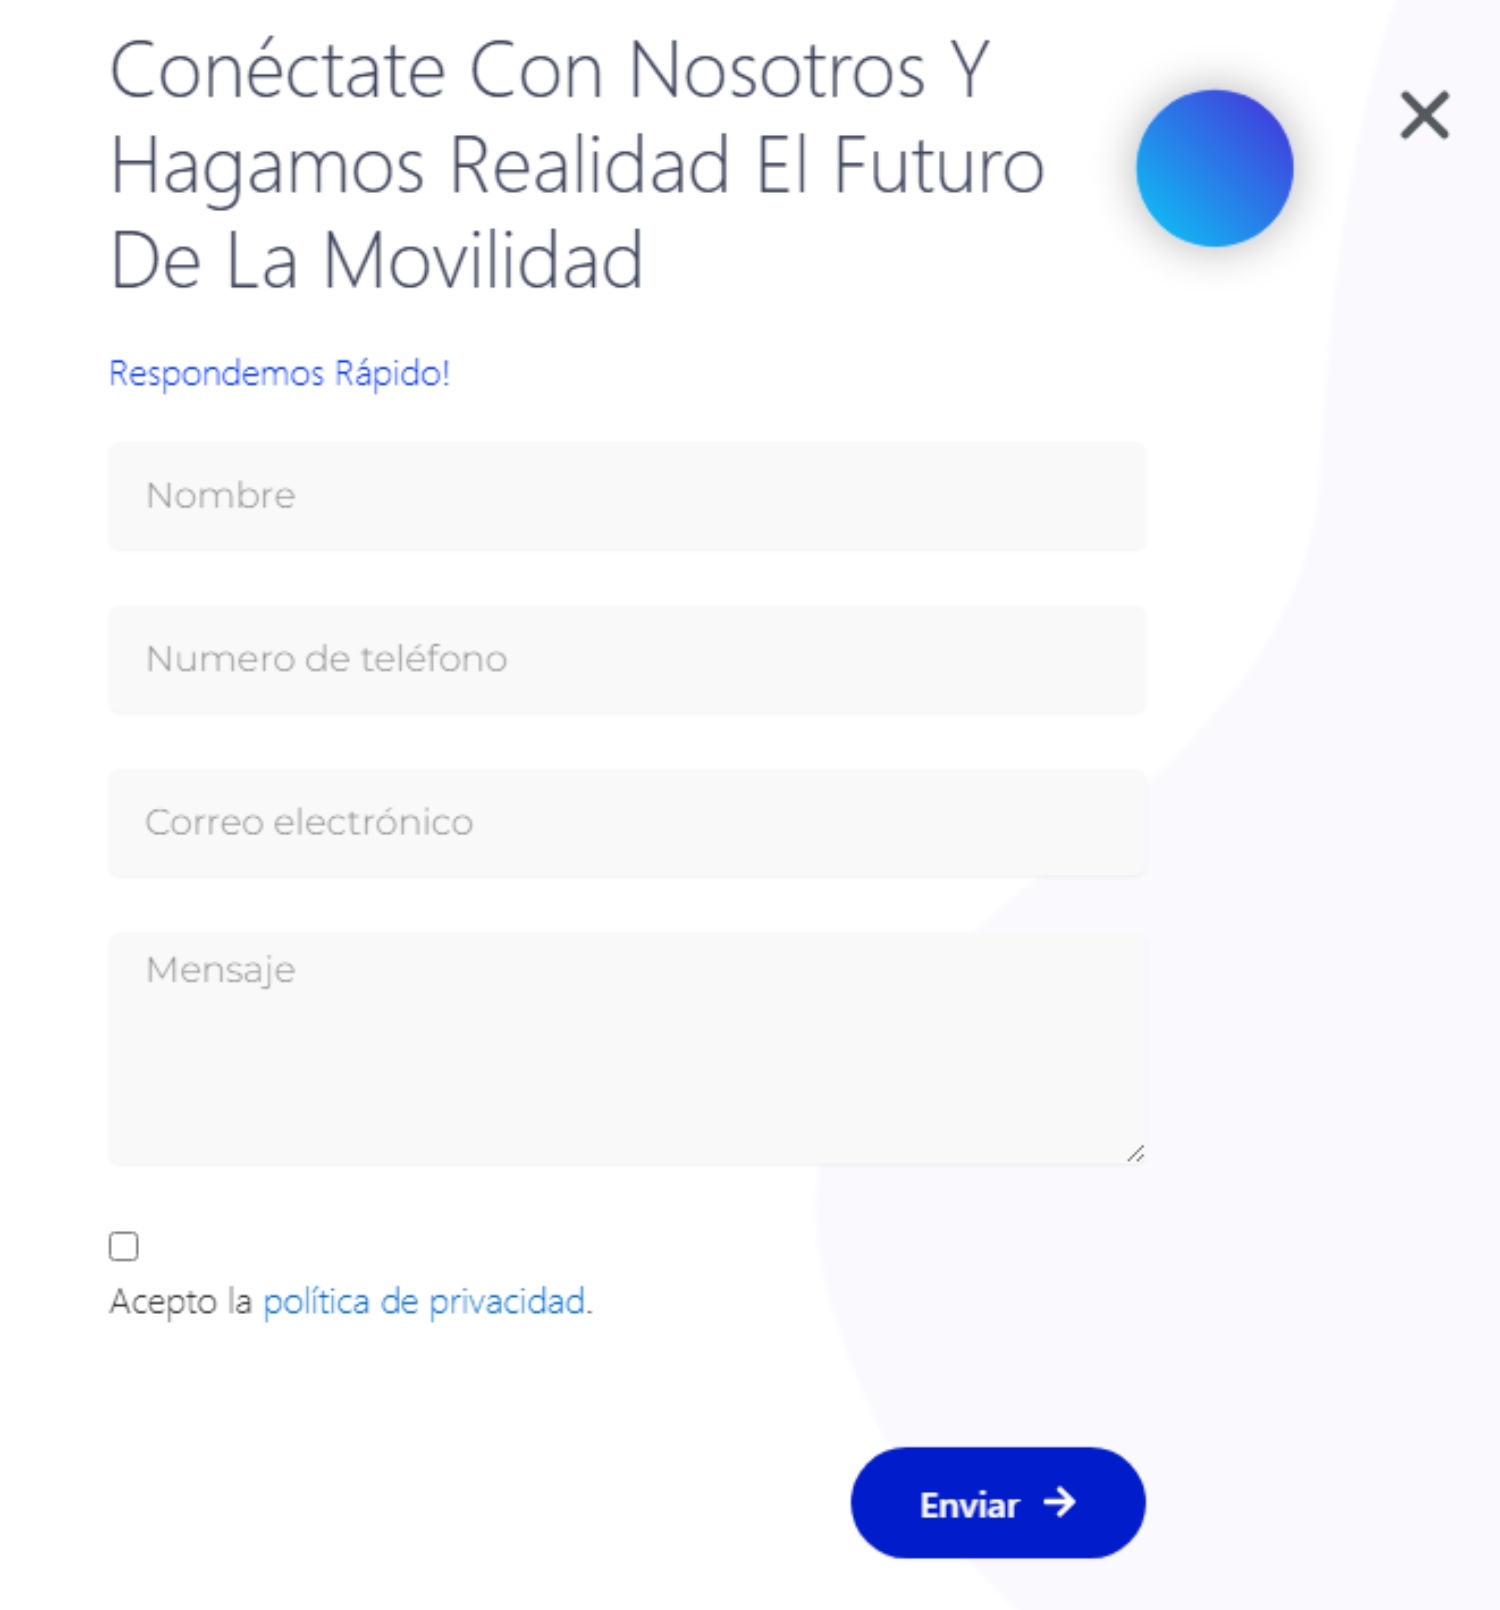 Conéctate Con Nosotros Y
Hagamos Realidad El Futuro
De La Movilidad
Respondemos Rápido!
Nombre
Numero de teléfono
Correo electrónico
Mensaje
Acepto la política de privacidad.
Enviar →